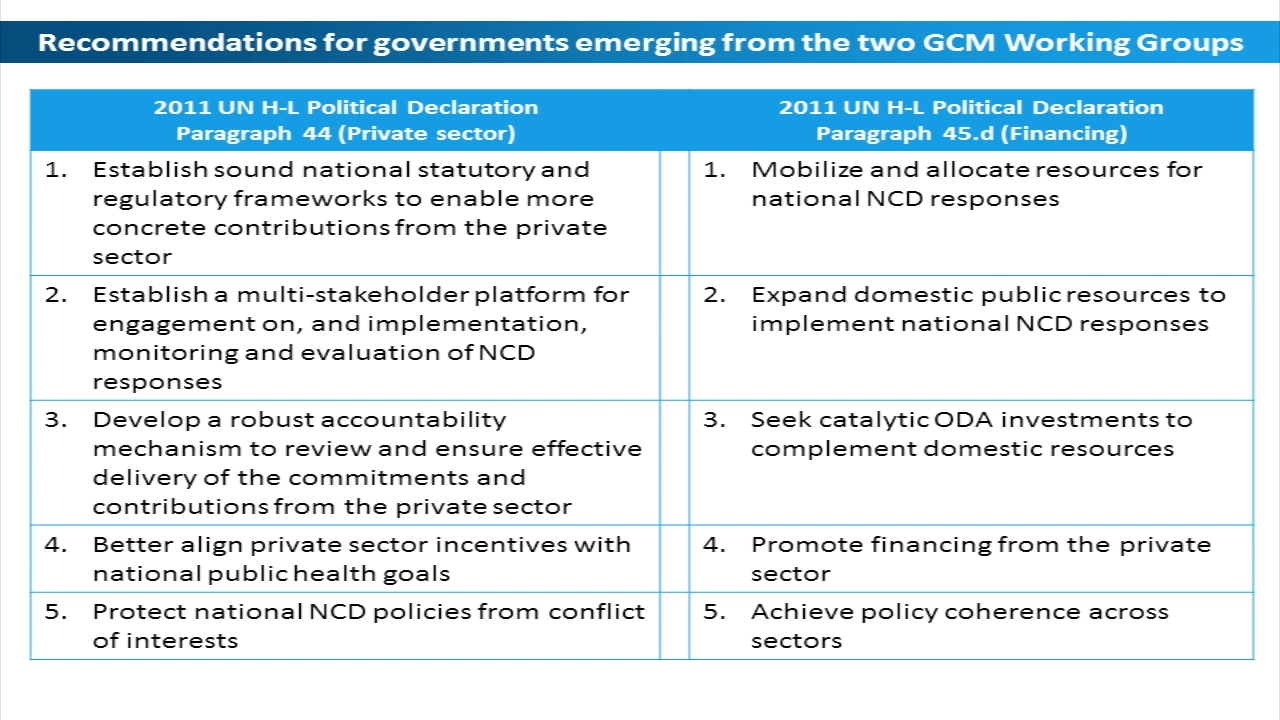 Recommendations for governments emerging from the two GCM Working Groups
2011 UN H-L Political Declaration
Paragraph 44 (Private sector)
2011 UN H-L Political Declaration
Paragraph 45.d (Financing)
1. Establish sound national statutory and
regulatory frameworks to enable more
concrete contributions from the private
sector
1. Mobilize and allocate resources for
national NCD responses
2. Establish a multi-stakeholder platform for
engagement on, and implementation,
monitoring and evaluation of NCD
responses
2. Expand domestic public resources to
implement national NCD responses
3. Develop a robust accountability
mechanism to review and ensure effective
delivery of the commitments and
contributions from the private sector
3. Seek catalytic ODA investments to
complement domestic resources
4. Better align private sector incentives with
national public health goals
4. Promote financing from the private
sector
5. Protect national NCD policies from conflict
of interests
5. Achieve policy coherence across
sectors